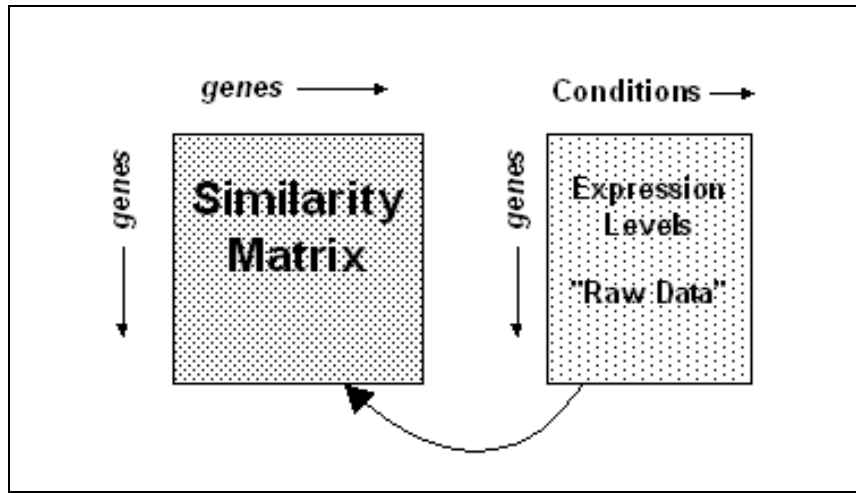 genes
genes
Similarity
Matrix
Conditions
genes
Expression
Levels
"Raw Data"